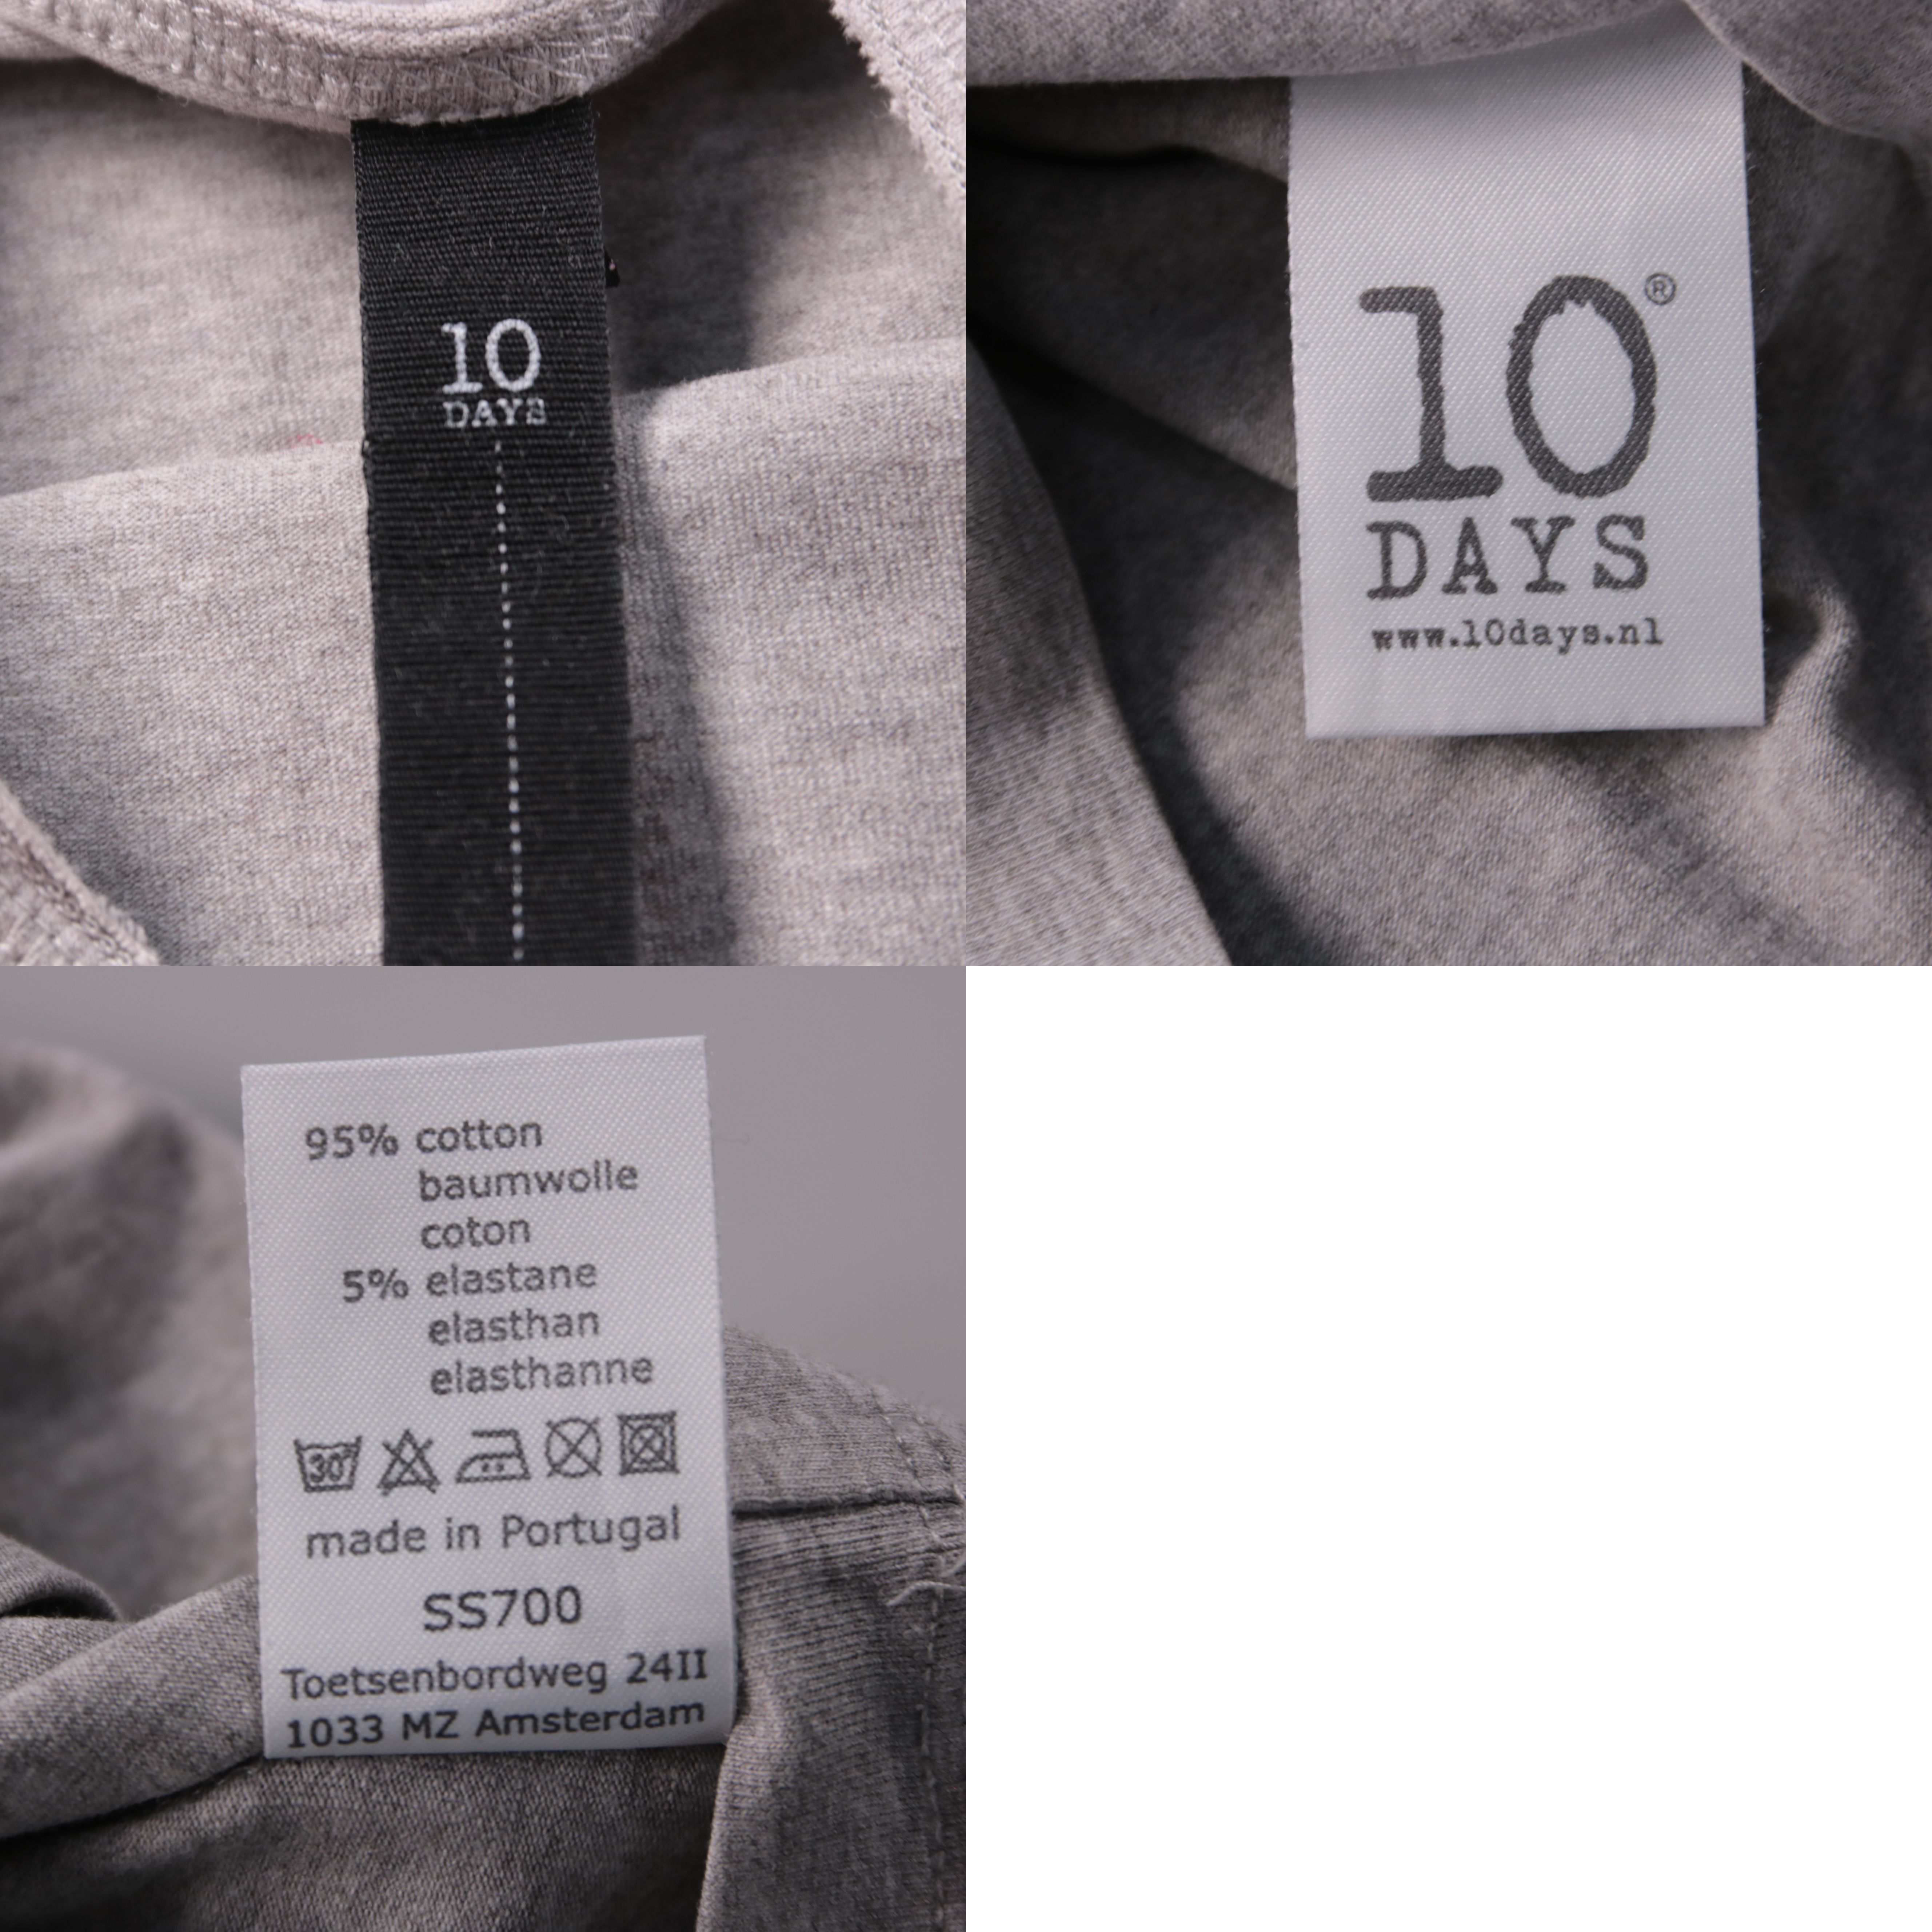 10
DAYS
10®
DAYS
www.10days.nl
95% cotton
baumwolle
coton
5% elastane
elasthan
elasthanne
30°
made in Portugal
SS700
Toetsenbordweg 24II
1033 MZ Amsterdam